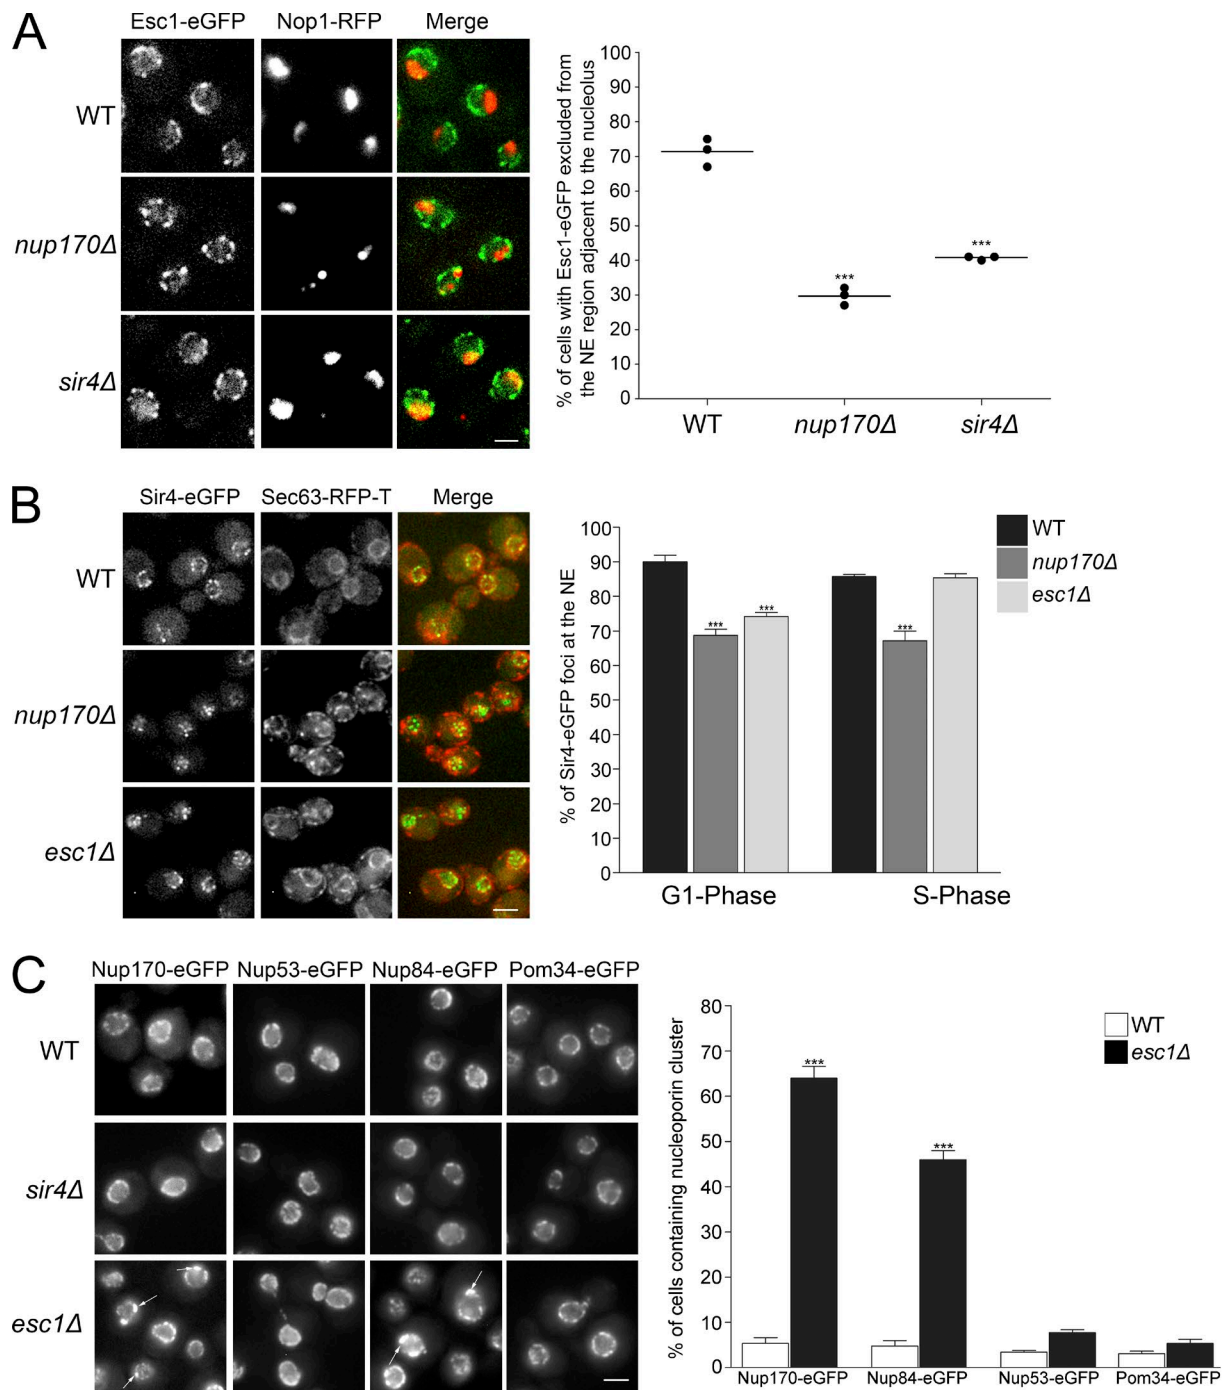 A
Esc1-eGFP Nop1-RFP Merge
WT
nup170Δ
sir4Δ
% of cells with Esc1-eGFP excluded from
the NE region adjacent to the nucleolus
100
90
80
70
60
50
40
30
20
10
0
***
***
WT nup170Δ sir4Δ
B
Sir4-eGFP Sec63-RFP-T Merge
WT
nup170Δ
esc1Δ
% of Sir4-eGFP foci at the NE
100
90
80
70
60
50
40
30
20
10
0
*** *** ***
G1-Phase S-Phase
WT
nup170Δ
esc1Δ
C
Nup170-eGFP Nup53-eGFP Nup84-eGFP Pom34-eGFP
WT
sir4Δ
esc1Δ
% of cells containing nucleoporin cluster
80
70
60
50
40
30
20
10
0
***
***
Nup170-eGFP Nup84-eGFP Nup53-eGFP Pom34-eGFP
WT
esc1Δ